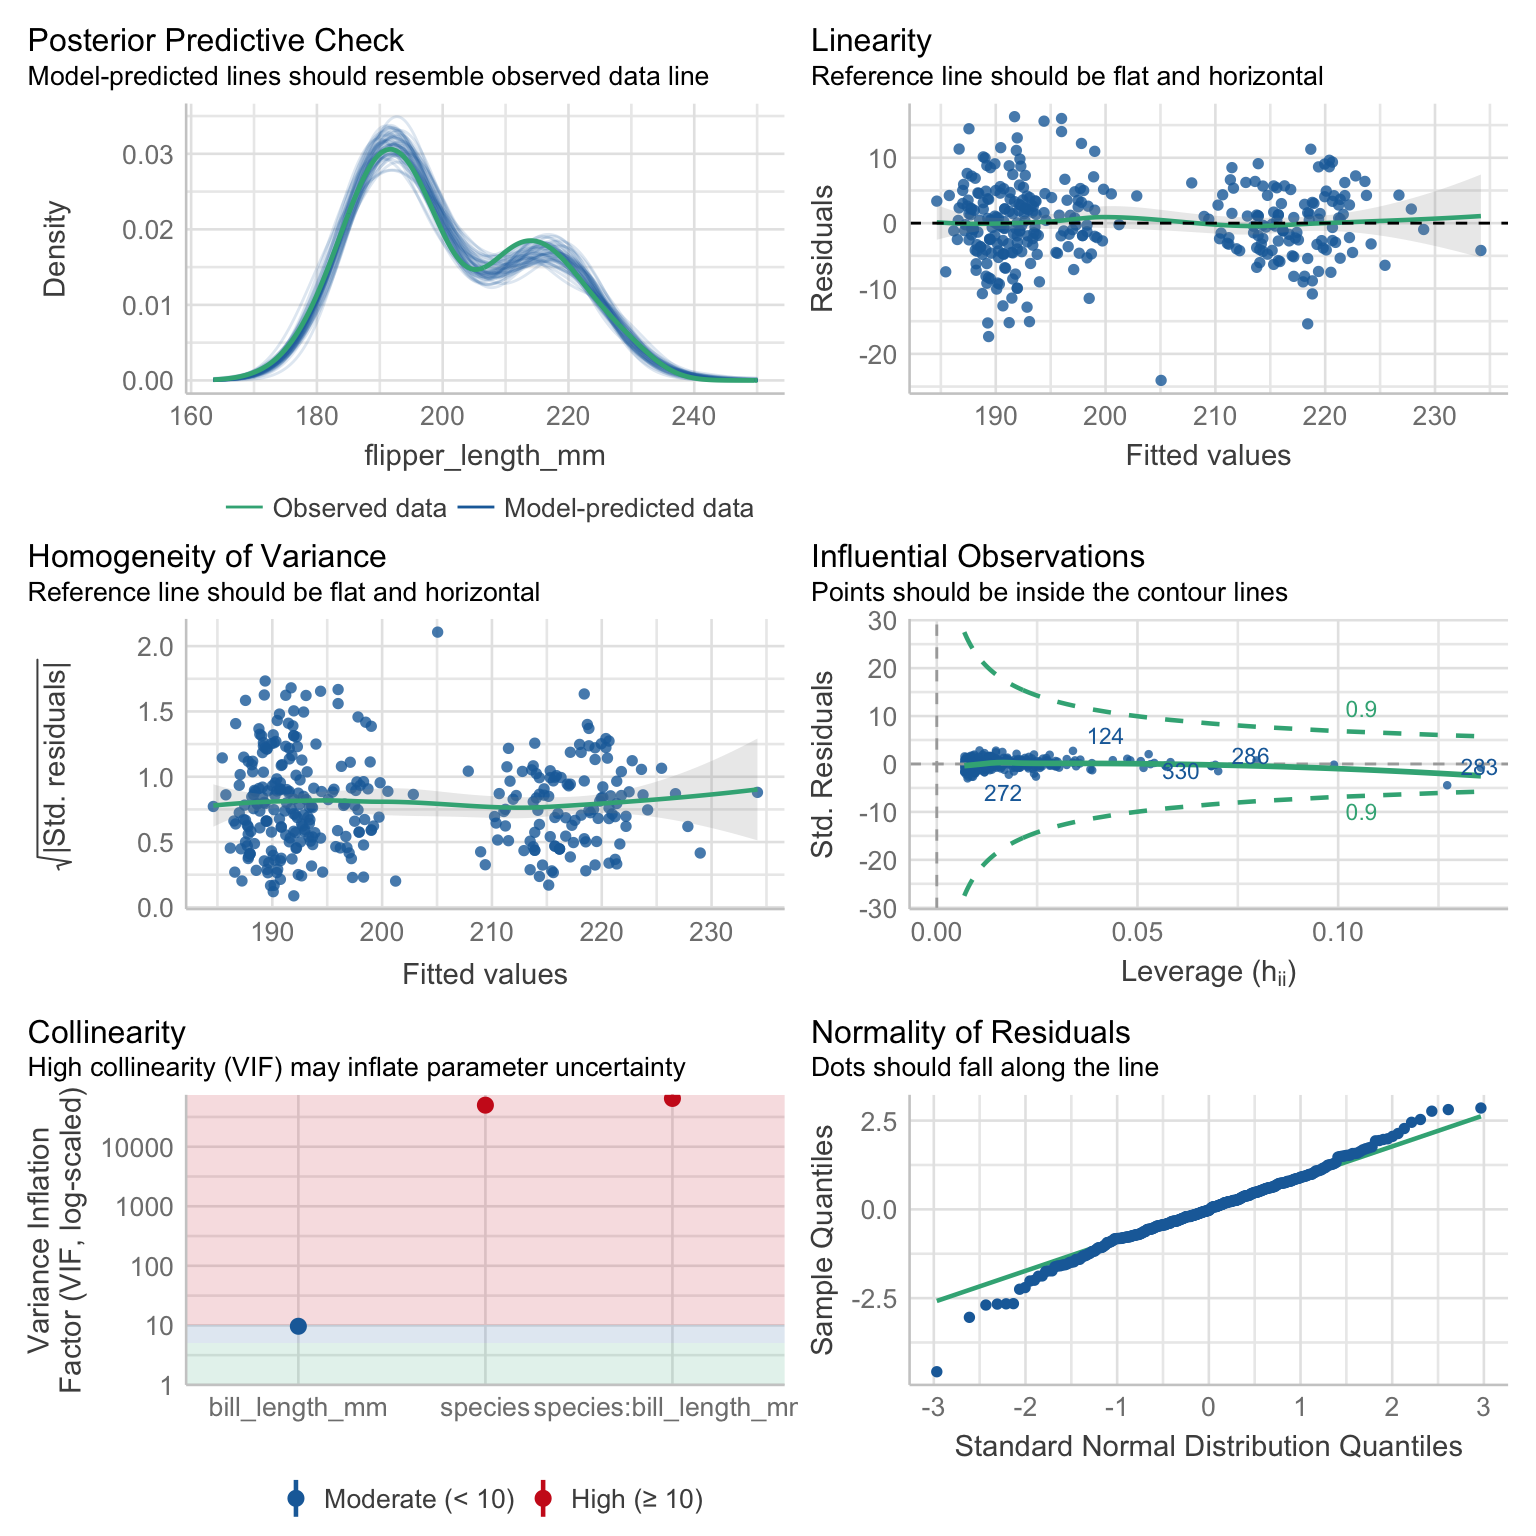 Posterior Predictive Check
Model-predicted lines should resemble observed data line
Density
0.03
0.02
0.01
0.00
160 180 200 220 240
flipper_length_mm
Observed data Model-predicted data
Linearity
Reference line should be flat and horizontal
Residuals
10
0
-10
-20
190 200 210 220 230
Fitted values
Homogeneity of Variance
Reference line should be flat and horizontal
√|Std. residuals|
2.0
1.5
1.0
0.5
0.0
190 200 210 220 230
Fitted values
Influential Observations
Points should be inside the contour lines
Std. Residuals
30
20
10
0
-10
-20
-30
0.9
124
286
330
283
272
0.9
0.00 0.05 0.10
Leverage (hᵢᵢ)
Collinearity
High collinearity (VIF) may inflate parameter uncertainty
Variance Inflation
Factor (VIF, log-scaled)
10000
1000
100
10
1
bill_length_mm species species:bill_length_mr
Moderate (< 10) High (≥ 10)
Normality of Residuals
Dots should fall along the line
Sample Quantiles
2.5
0.0
-2.5
-3 -2 -1 0 1 2 3
Standard Normal Distribution Quantiles